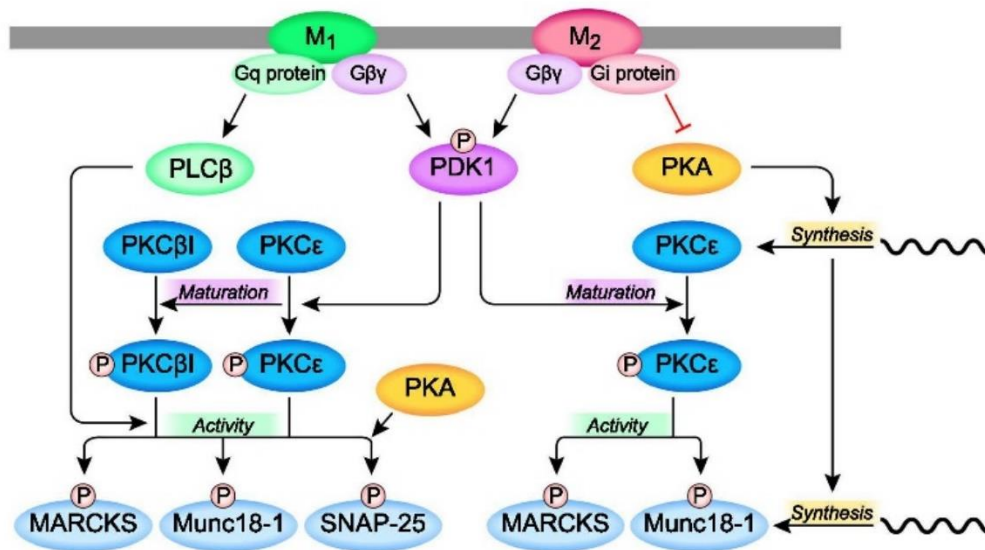 M1 M2
Gq protein Gβγ Gβγ Gi protein
P
PLCβ PDK1 PKA
PKCβI PKCε PKCε Synthesis
Maturation Maturation
P PKCβI P PKCε P PKCε
PKA
Activity Activity
P P P P P
MARCKS Munc18-1 SNAP-25 MARCKS Munc18-1 Synthesis